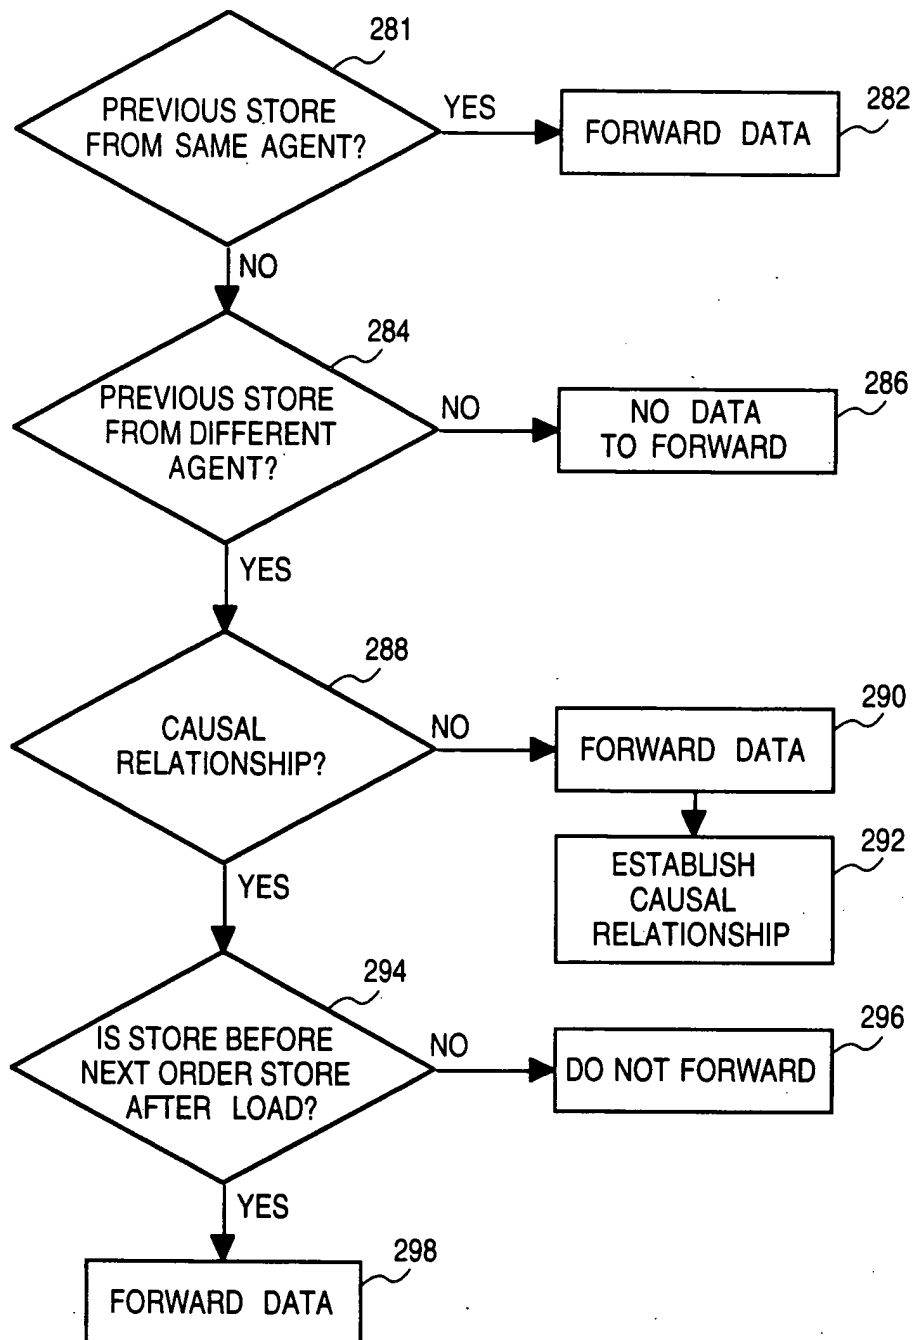 281
PREVIOUS STORE
FROM SAME AGENT?
YES
FORWARD DATA
282
NO
284
PREVIOUS STORE
FROM DIFFERENT
AGENT?
NO
NO DATA
TO FORWARD
286
YES
288
CAUSAL
RELATIONSHIP?
NO
FORWARD DATA
290
ESTABLISH
CAUSAL
RELATIONSHIP
292
YES
294
IS STORE BEFORE
NEXT ORDER STORE
AFTER LOAD?
NO
DO NOT FORWARD
296
YES
FORWARD DATA
298